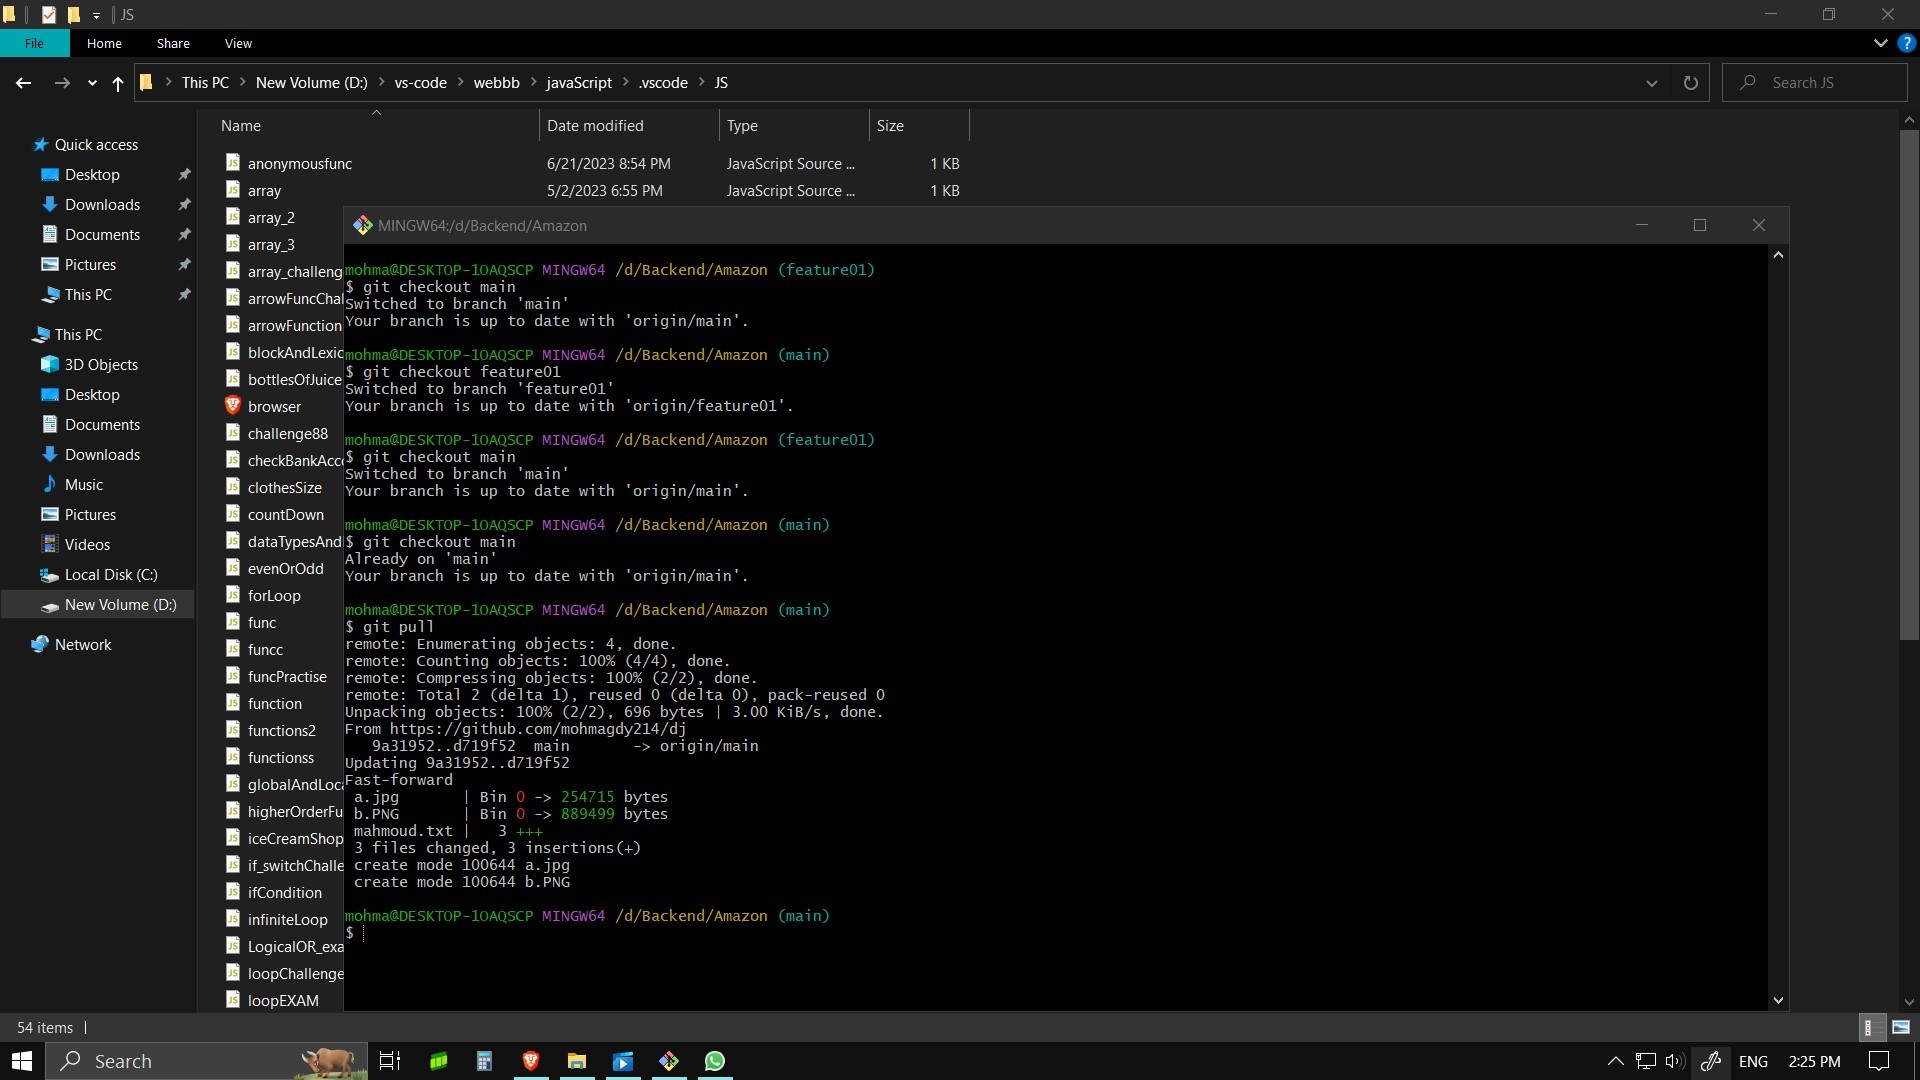 JS
File Home Share View
This PC New Volume (D:) vs-code webbb javaScript .vscode JS
Search JS
Name Date modified Type Size
Quick access
Desktop
Downloads
Documents
Pictures
This PC
This PC
3D Objects
Desktop
Documents
Downloads
Music
Pictures
Videos
Local Disk (C:)
New Volume (D:)
Network
anonymousfunc 6/21/2023 8:54 PM JavaScript Source ... 1 KB
array 5/2/2023 6:55 PM JavaScript Source ... 1 KB
array_2
array_3
array_challeng
arrowFuncChal
arrowFunction
blockAndLexic
bottlesOfJuice
browser
challenge88
checkBankAcc
clothesSize
countDown
dataTypesAnd
evenOrOdd
forLoop
func
funcc
funcPractise
function
functions2
functionss
globalAndLoc
higherOrderFu
iceCreamShop
if_switchChalle
ifCondition
infiniteLoop
LogicalOR_exa
loopChallenge
loopEXAM
MINGW64:/d/Backend/Amazon
mohma@DESKTOP-1OAQSCP MINGW64 /d/Backend/Amazon (feature01)
$ git checkout main
Switched to branch 'main'
Your branch is up to date with 'origin/main'.
mohma@DESKTOP-1OAQSCP MINGW64 /d/Backend/Amazon (main)
$ git checkout feature01
Switched to branch 'feature01'
Your branch is up to date with 'origin/feature01'.
mohma@DESKTOP-1OAQSCP MINGW64 /d/Backend/Amazon (feature01)
$ git checkout main
Switched to branch 'main'
Your branch is up to date with 'origin/main'.
mohma@DESKTOP-1OAQSCP MINGW64 /d/Backend/Amazon (main)
$ git checkout main
Already on 'main'
Your branch is up to date with 'origin/main'.
mohma@DESKTOP-1OAQSCP MINGW64 /d/Backend/Amazon (main)
$ git pull
remote: Enumerating objects: 4, done.
remote: Counting objects: 100% (4/4), done.
remote: Compressing objects: 100% (2/2), done.
remote: Total 2 (delta 1), reused 0 (delta 0), pack-reused 0
Unpacking objects: 100% (2/2), 696 bytes | 3.00 KiB/s, done.
From https://github.com/mohmagdy214/dj
   9a31952..d719f52  main       -> origin/main
Updating 9a31952..d719f52
Fast-forward
 a.jpg       | Bin 0 -> 254715 bytes
 b.PNG       | Bin 0 -> 889499 bytes
 mahmoud.txt |   3 +++
 3 files changed, 3 insertions(+)
 create mode 100644 a.jpg
 create mode 100644 b.PNG
mohma@DESKTOP-1OAQSCP MINGW64 /d/Backend/Amazon (main)
$
54 items
Search
ENG 2:25 PM